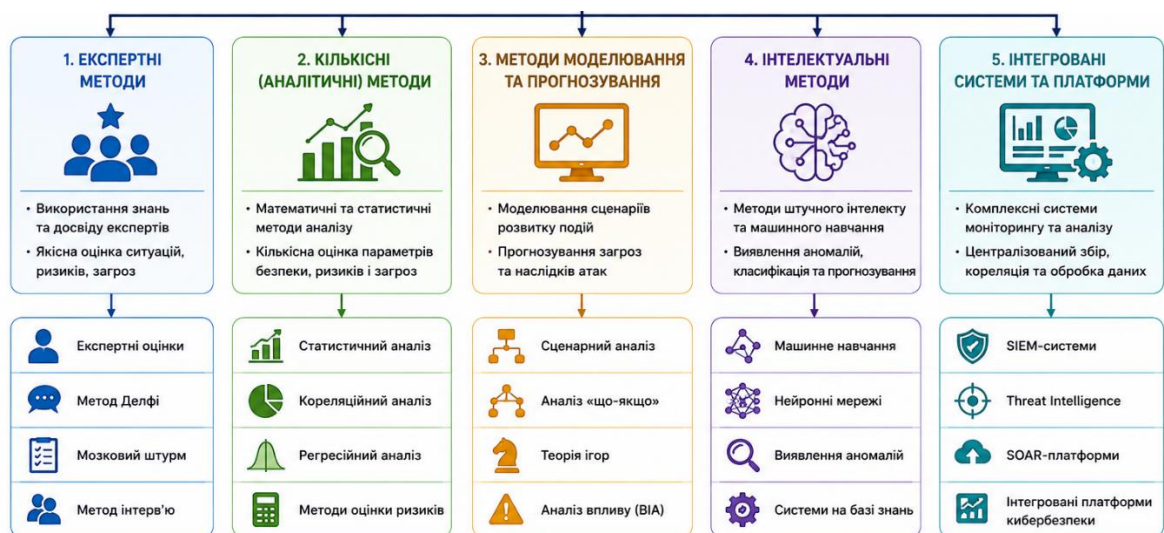 1. ЕКСПЕРТНІ
МЕТОДИ
• Використання знань
та досвіду експертів
• Якісна оцінка ситуацій,
ризиків, загроз
Експертні оцінки
Метод Делфі
Мозковий штурм
Метод інтерв'ю
2. КІЛЬКІСНІ
(АНАЛІТИЧНІ) МЕТОДИ
• Математичні та статистичні
методи аналізу
• Кількісна оцінка параметрів
безпеки, ризиків і загроз
Статистичний аналіз
Кореляційний аналіз
Регресійний аналіз
Методи оцінки ризиків
3. МЕТОДИ МОДЕЛЮВАННЯ
ТА ПРОГНОЗУВАННЯ
• Моделювання сценаріїв
розвитку подій
• Прогнозування загроз
та наслідків атак
Сценарний аналіз
Аналіз «що-якщо»
Теорія ігор
Аналіз впливу (BIA)
4. ІНТЕЛЕКТУАЛЬНІ
МЕТОДИ
• Методи штучного інтелекту
та машинного навчання
• Виявлення аномалій,
класифікація та прогнозування
Машинне навчання
Нейронні мережі
Виявлення аномалій
Системи на базі знань
5. ІНТЕГРОВАНІ
СИСТЕМИ ТА ПЛАТФОРМИ
• Комплексні системи
моніторингу та аналізу
• Централізований збір,
кореляція та обробка даних
SIEM-системи
Threat Intelligence
SOAR-платформи
Інтегровані платформи
кибербезпеки